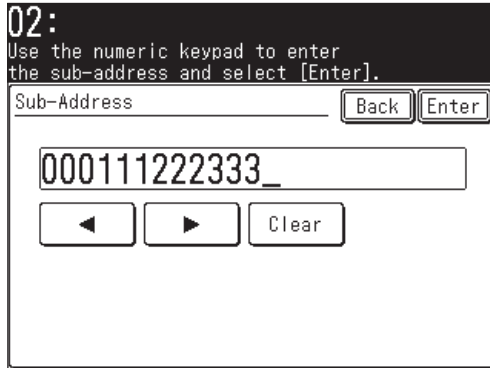 02:
Use the numeric keypad to enter
the sub-address and select [Enter].
Sub-Address
Back Enter
000111222333_
◀ ▶ Clear